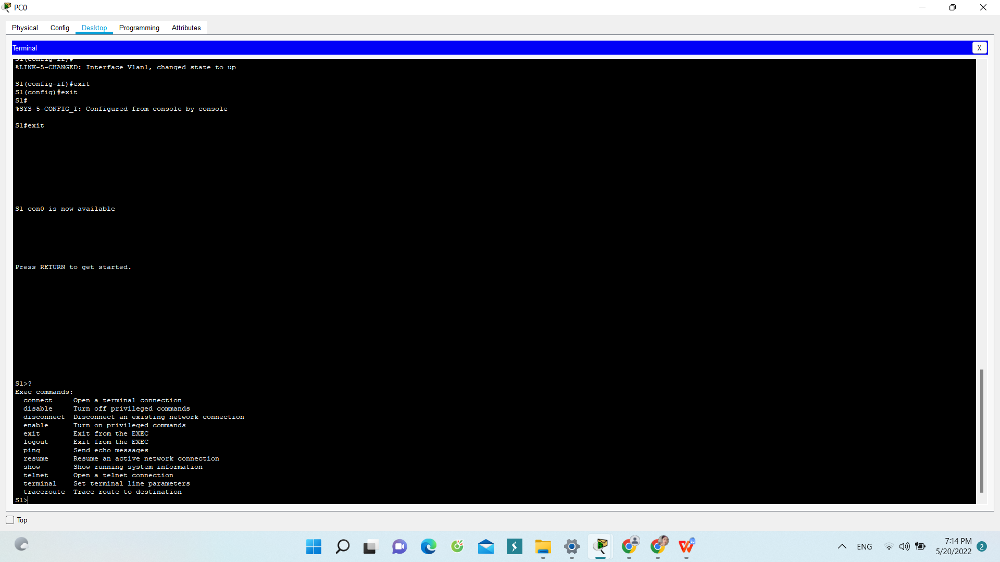 PC0
Physical Config Desktop Programming Attributes
Terminal
X
S1(config-if)#
%LINK-5-CHANGED: Interface Vlan1, changed state to up
S1(config-if)#exit
S1(config)#exit
S1#
%SYS-5-CONFIG_I: Configured from console by console
S1#exit
S1 con0 is now available
Press RETURN to get started.
S1>?
Exec commands:
connect Open a terminal connection
disable Turn off privileged commands
disconnect Disconnect an existing network connection
enable Turn on privileged commands
exit Exit from the EXEC
logout Exit from the EXEC
ping Send echo messages
resume Resume an active network connection
show Show running system information
telnet Open a telnet connection
terminal Set terminal line parameters
traceroute Trace route to destination
S1>
Top
ENG
7:14 PM
5/20/2022
2